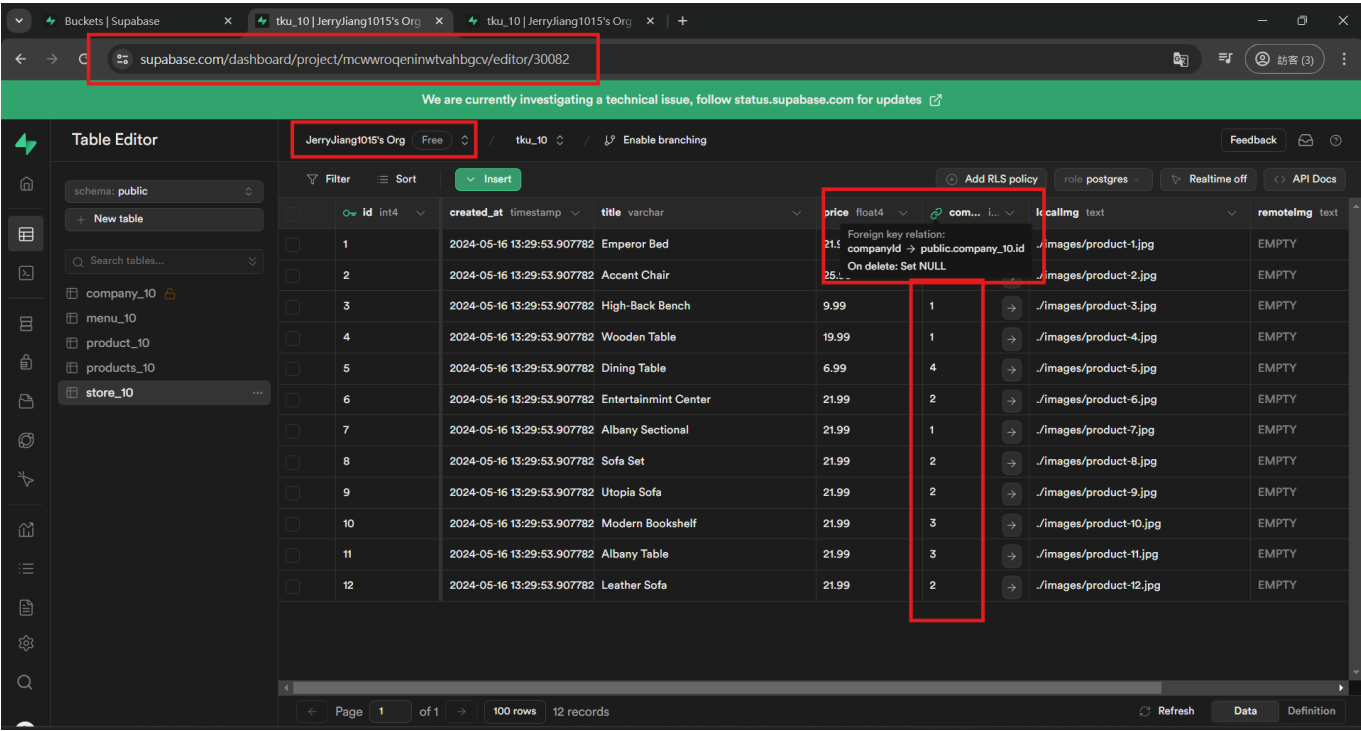 Buckets | Supabase
tku_10 | JerryJiang1015's Org
tku_10 | JerryJiang1015's Org
supabase.com/dashboard/project/mcwwroqeninwtvahbgcv/editor/30082
訪客 (3)
We are currently investigating a technical issue, follow status.supabase.com for updates
Table Editor
JerryJiang1015's Org Free / tku_10 / Enable branching
Feedback
schema: public
New table
Search tables...
company_10
menu_10
product_10
products_10
store_10
Filter Sort Insert Add RLS policy role postgres Realtime off API Docs
id int4 created_at timestamp title varchar price float4 com... i... localImg text remoteImg text
Foreign key relation:
companyId → public.company_10.id
On delete: Set NULL
1 2024-05-16 13:29:53.907782 Emperor Bed ./images/product-1.jpg EMPTY
2 2024-05-16 13:29:53.907782 Accent Chair ./images/product-2.jpg EMPTY
3 2024-05-16 13:29:53.907782 High-Back Bench 9.99 1 ./images/product-3.jpg EMPTY
4 2024-05-16 13:29:53.907782 Wooden Table 19.99 1 ./images/product-4.jpg EMPTY
5 2024-05-16 13:29:53.907782 Dining Table 6.99 4 ./images/product-5.jpg EMPTY
6 2024-05-16 13:29:53.907782 Entertainmint Center 21.99 2 ./images/product-6.jpg EMPTY
7 2024-05-16 13:29:53.907782 Albany Sectional 21.99 1 ./images/product-7.jpg EMPTY
8 2024-05-16 13:29:53.907782 Sofa Set 21.99 2 ./images/product-8.jpg EMPTY
9 2024-05-16 13:29:53.907782 Utopia Sofa 21.99 2 ./images/product-9.jpg EMPTY
10 2024-05-16 13:29:53.907782 Modern Bookshelf 21.99 3 ./images/product-10.jpg EMPTY
11 2024-05-16 13:29:53.907782 Albany Table 21.99 3 ./images/product-11.jpg EMPTY
12 2024-05-16 13:29:53.907782 Leather Sofa 21.99 2 ./images/product-12.jpg EMPTY
Page 1 of 1 100 rows 12 records Refresh Data Definition